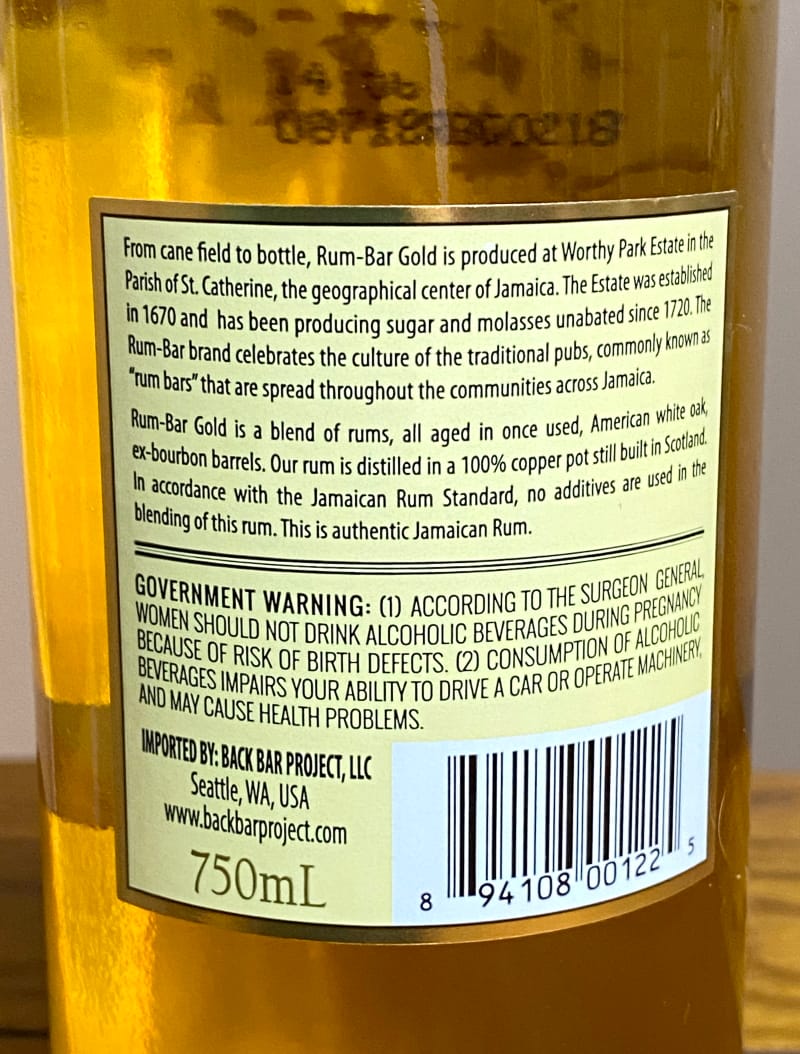 From cane field to bottle, Rum-Bar Gold is produced at Worthy Park Estate in the
Parish of St. Catherine, the geographical center of Jamaica. The Estate was established
in 1670 and has been producing sugar and molasses unabated since 1720. The
Rum-Bar brand celebrates the culture of the traditional pubs, commonly known as
"rum bars" that are spread throughout the communities across Jamaica.
Rum-Bar Gold is a blend of rums, all aged in once used, American white oak,
ex-bourbon barrels. Our rum is distilled in a 100% copper pot still built in Scotland.
In accordance with the Jamaican Rum Standard, no additives are used in the
blending of this rum. This is authentic Jamaican Rum.
GOVERNMENT WARNING: (1) ACCORDING TO THE SURGEON GENERAL,
WOMEN SHOULD NOT DRINK ALCOHOLIC BEVERAGES DURING PREGNANCY
BECAUSE OF RISK OF BIRTH DEFECTS. (2) CONSUMPTION OF ALCOHOLIC
BEVERAGES IMPAIRS YOUR ABILITY TO DRIVE A CAR OR OPERATE MACHINERY,
AND MAY CAUSE HEALTH PROBLEMS.
IMPORTED BY: BACK BAR PROJECT, LLC
Seattle, WA, USA
www.backbarproject.com
750mL
8 94108 00122 5